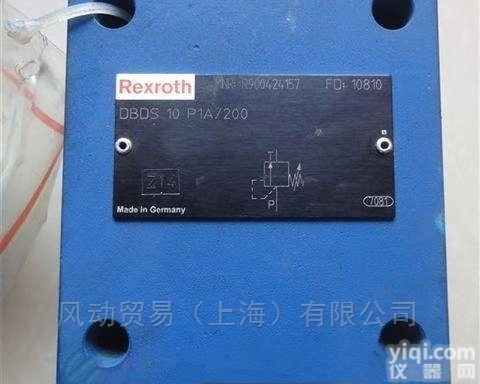 Rexroth MNR: R900424157 FD: 10810
DBDS 10 P1A/200
T
Z14
P
7081
Made in Germany
风动贸易（上海）有限公司
yiqi.com
仪器网